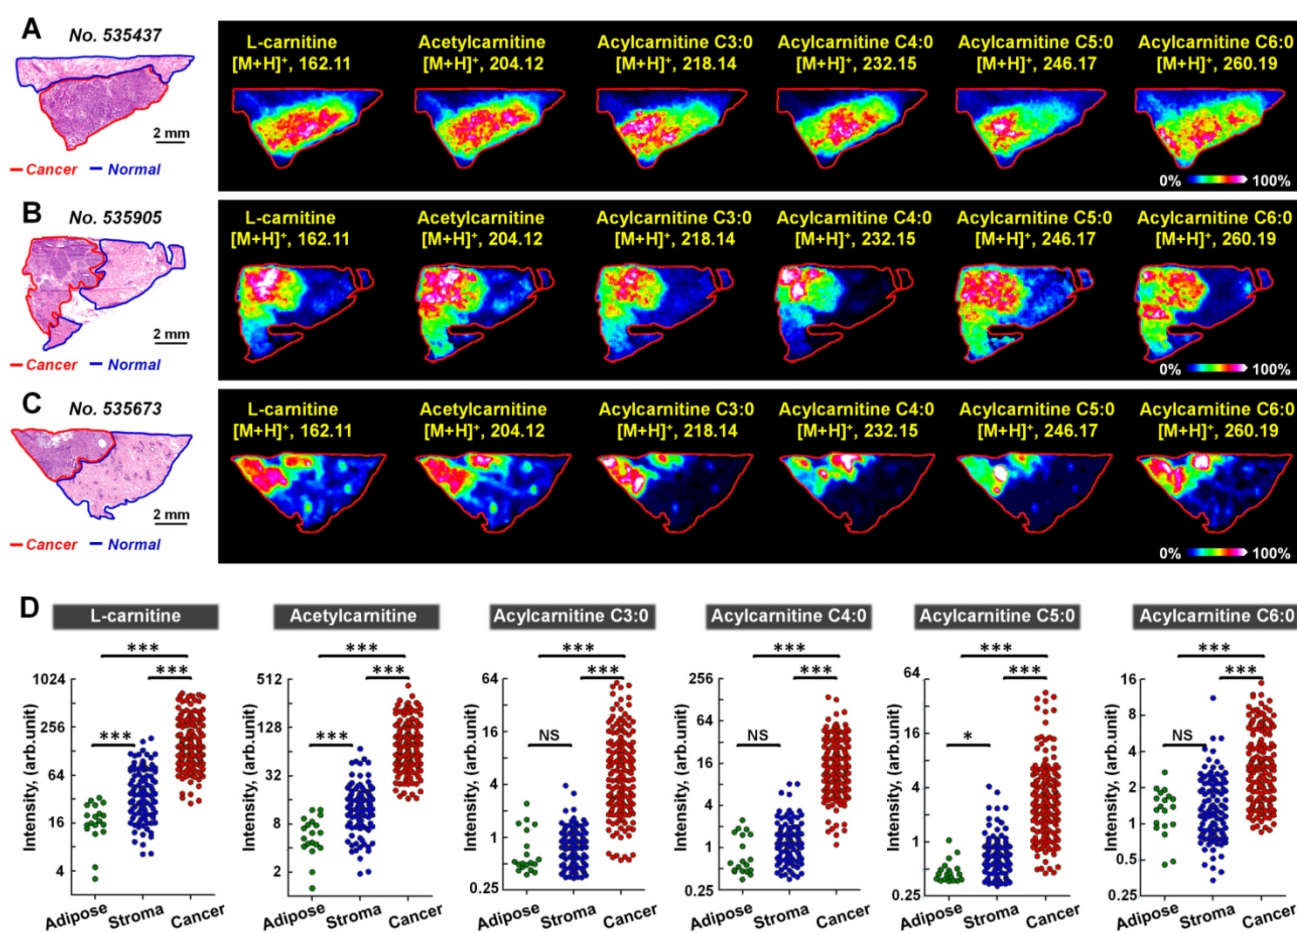 A
No. 535437
2 mm
Cancer Normal
L-carnitine
[M+H]⁺, 162.11
Acetylcarnitine
[M+H]⁺, 204.12
Acylcarnitine C3:0
[M+H]⁺, 218.14
Acylcarnitine C4:0
[M+H]⁺, 232.15
Acylcarnitine C5:0
[M+H]⁺, 246.17
Acylcarnitine C6:0
[M+H]⁺, 260.19
0% 100%
B
No. 535905
2 mm
Cancer Normal
L-carnitine
[M+H]⁺, 162.11
Acetylcarnitine
[M+H]⁺, 204.12
Acylcarnitine C3:0
[M+H]⁺, 218.14
Acylcarnitine C4:0
[M+H]⁺, 232.15
Acylcarnitine C5:0
[M+H]⁺, 246.17
Acylcarnitine C6:0
[M+H]⁺, 260.19
0% 100%
C
No. 535673
2 mm
Cancer Normal
L-carnitine
[M+H]⁺, 162.11
Acetylcarnitine
[M+H]⁺, 204.12
Acylcarnitine C3:0
[M+H]⁺, 218.14
Acylcarnitine C4:0
[M+H]⁺, 232.15
Acylcarnitine C5:0
[M+H]⁺, 246.17
Acylcarnitine C6:0
[M+H]⁺, 260.19
0% 100%
D
L-carnitine
***
***
***
Intensity, (arb.unit)
1024
256
64
16
4
Adipose Stroma Cancer
Acetylcarnitine
***
***
***
Intensity, (arb.unit)
512
128
32
8
2
Adipose Stroma Cancer
Acylcarnitine C3:0
***
***
NS
Intensity, (arb.unit)
64
16
4
1
0.25
Adipose Stroma Cancer
Acylcarnitine C4:0
***
***
NS
Intensity, (arb.unit)
256
64
16
4
1
0.25
Adipose Stroma Cancer
Acylcarnitine C5:0
***
***
*
Intensity, (arb.unit)
64
16
4
1
0.25
Adipose Stroma Cancer
Acylcarnitine C6:0
***
***
NS
Intensity, (arb.unit)
16
8
4
2
1
0.5
0.25
Adipose Stroma Cancer